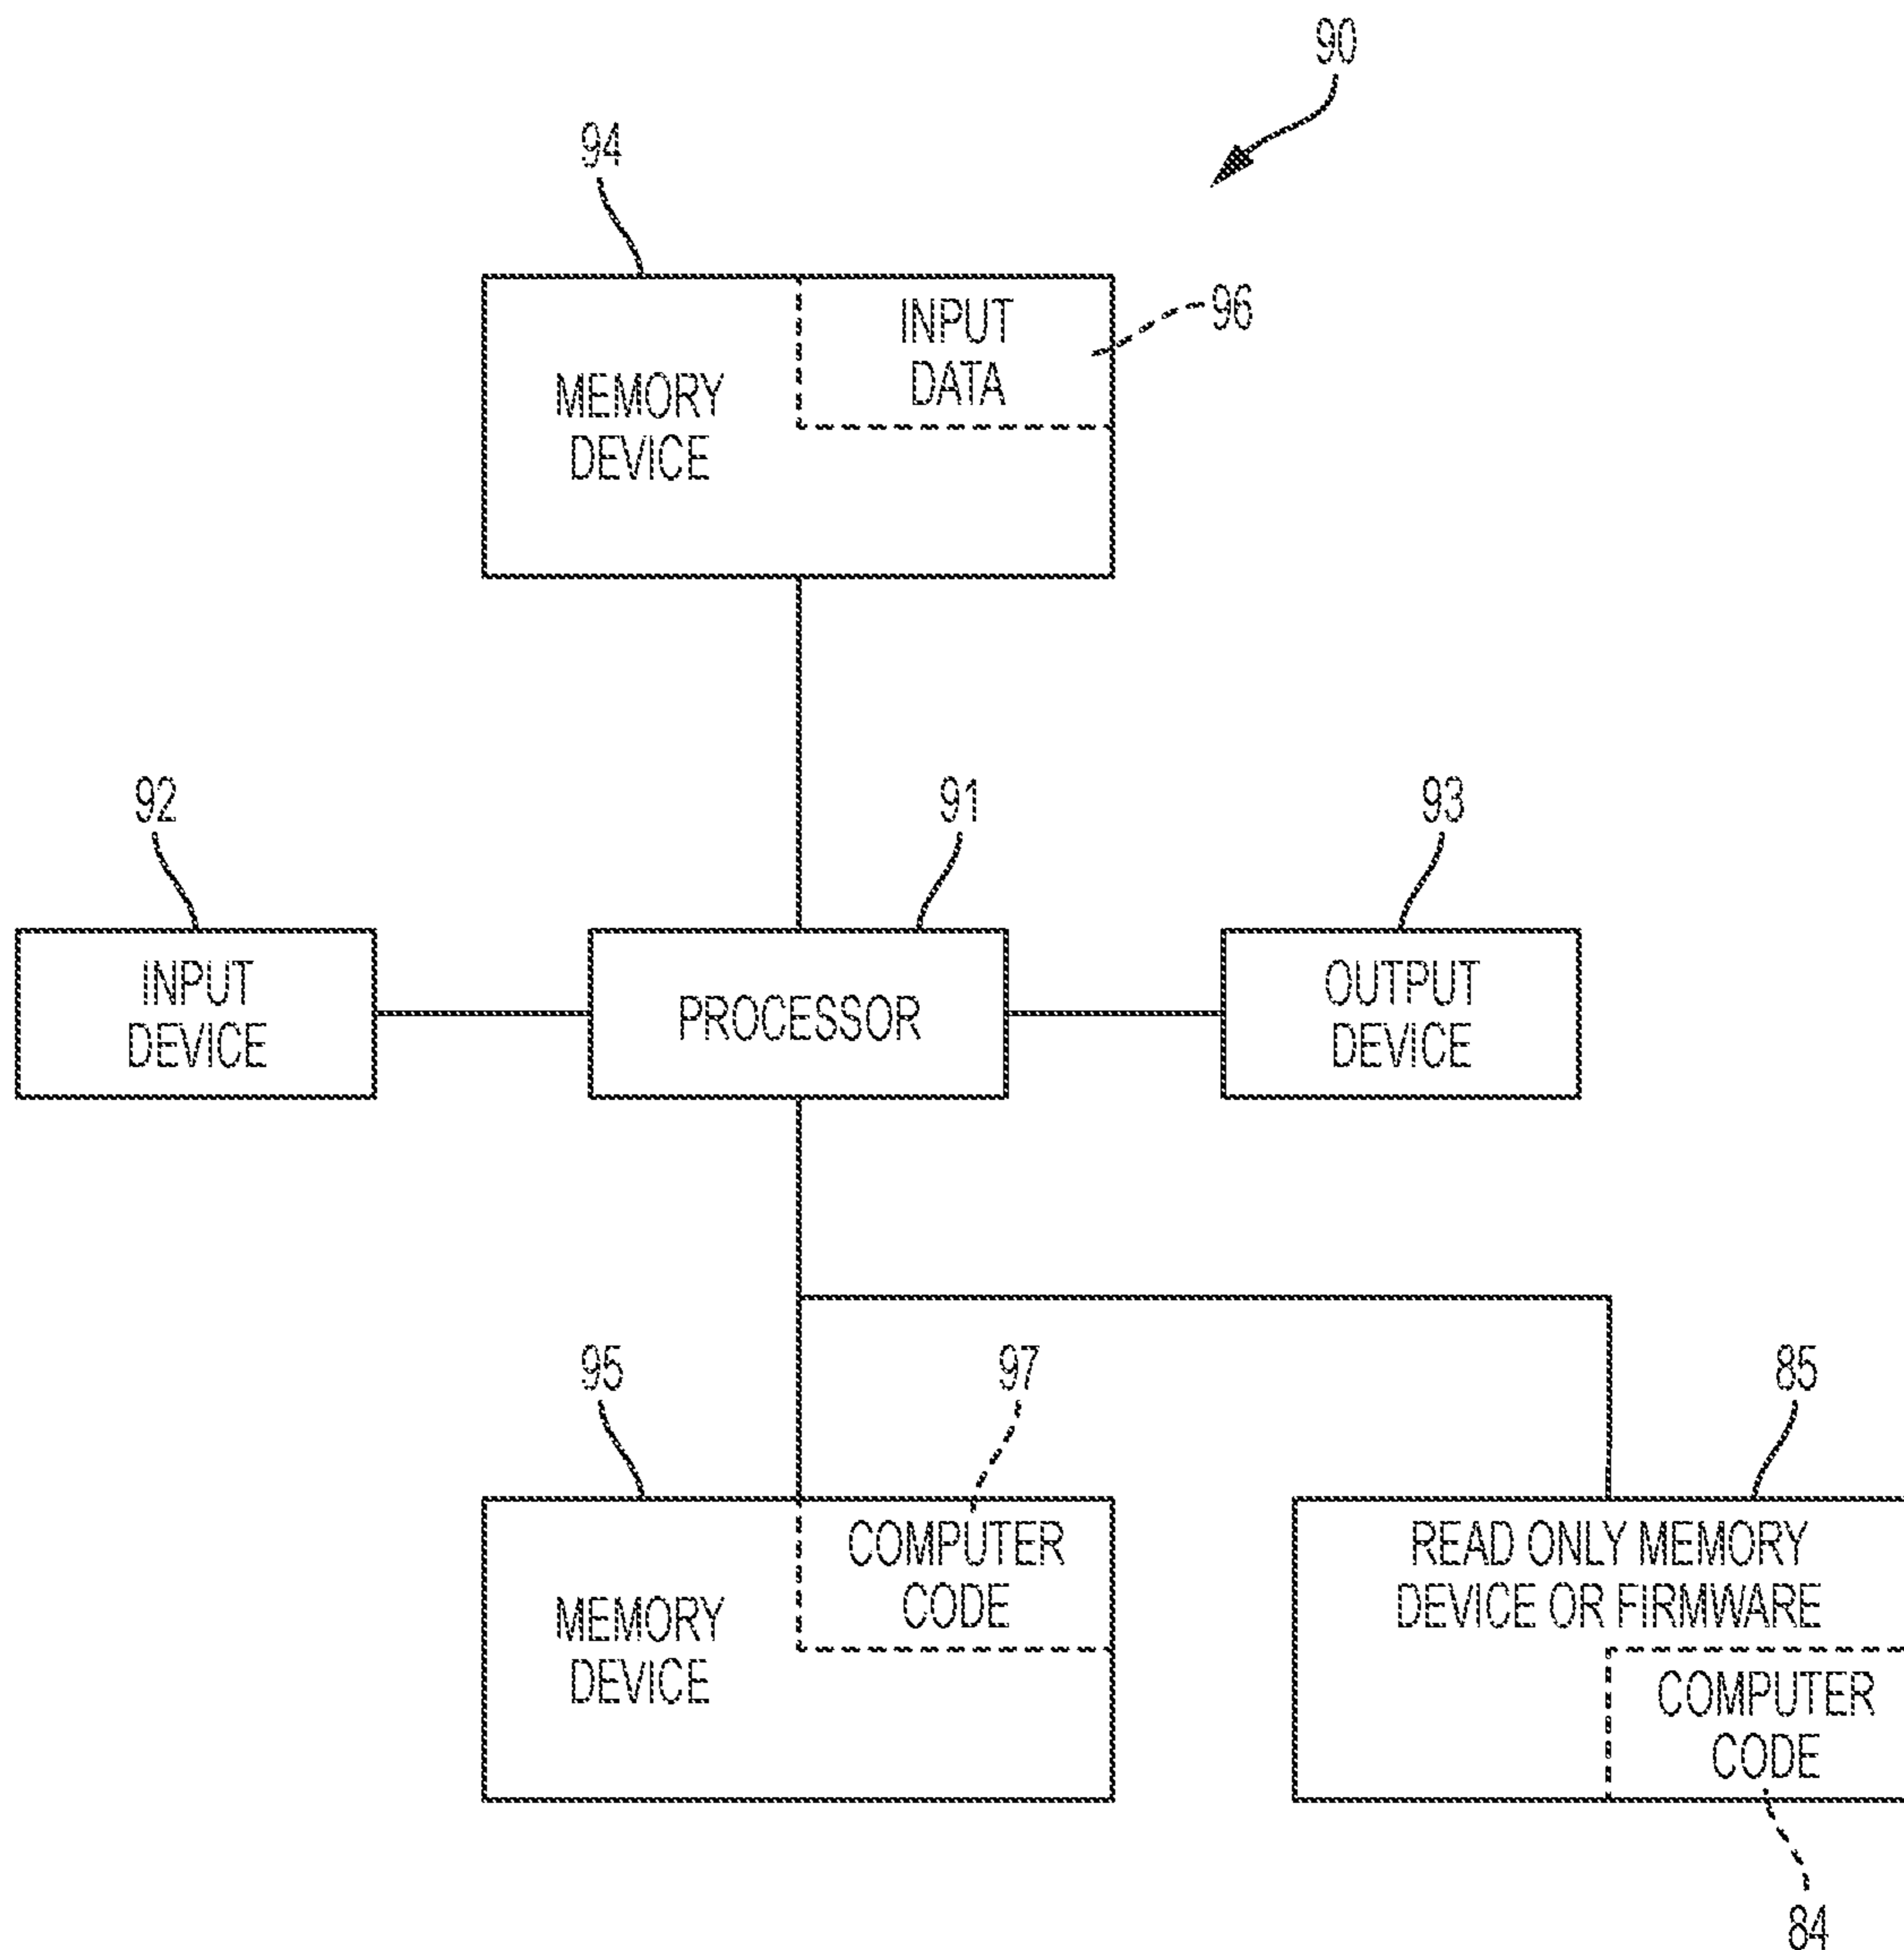 90
94
INPUT
DATA
96
MEMORY
DEVICE
92
91
93
INPUT
DEVICE
PROCESSOR
OUTPUT
DEVICE
95
97
85
COMPUTER
CODE
MEMORY
DEVICE
READ ONLY MEMORY
DEVICE OR FIRMWARE
COMPUTER
CODE
84